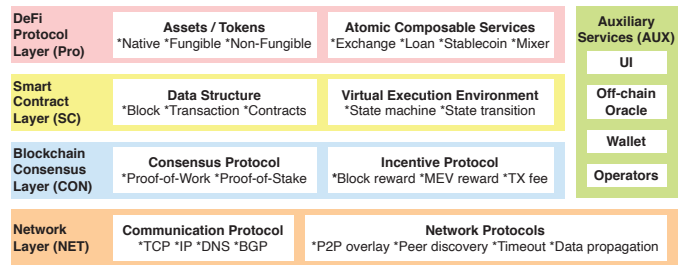 DeFi
Protocol
Layer (Pro)
Assets / Tokens
*Native *Fungible *Non-Fungible
Atomic Composable Services
*Exchange *Loan *Stablecoin *Mixer
Smart
Contract
Layer (SC)
Data Structure
*Block *Transaction *Contracts
Virtual Execution Environment
*State machine *State transition
Blockchain
Consensus
Layer (CON)
Consensus Protocol
*Proof-of-Work *Proof-of-Stake
Incentive Protocol
*Block reward *MEV reward *TX fee
Network
Layer (NET)
Communication Protocol
*TCP *IP *DNS *BGP
Network Protocols
*P2P overlay *Peer discovery *Timeout *Data propagation
Auxiliary
Services (AUX)
UI
Off-chain
Oracle
Wallet
Operators